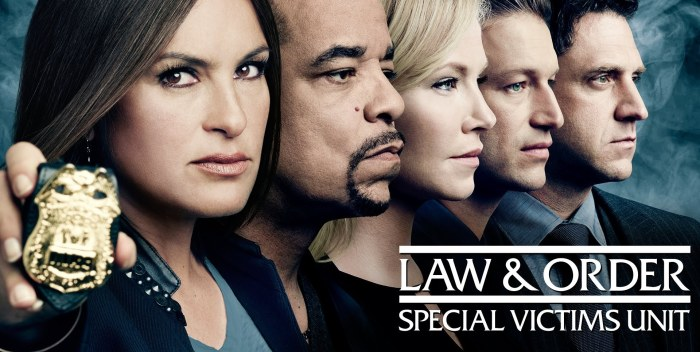 LAW & ORDER
SPECIAL VICTIMS UNIT